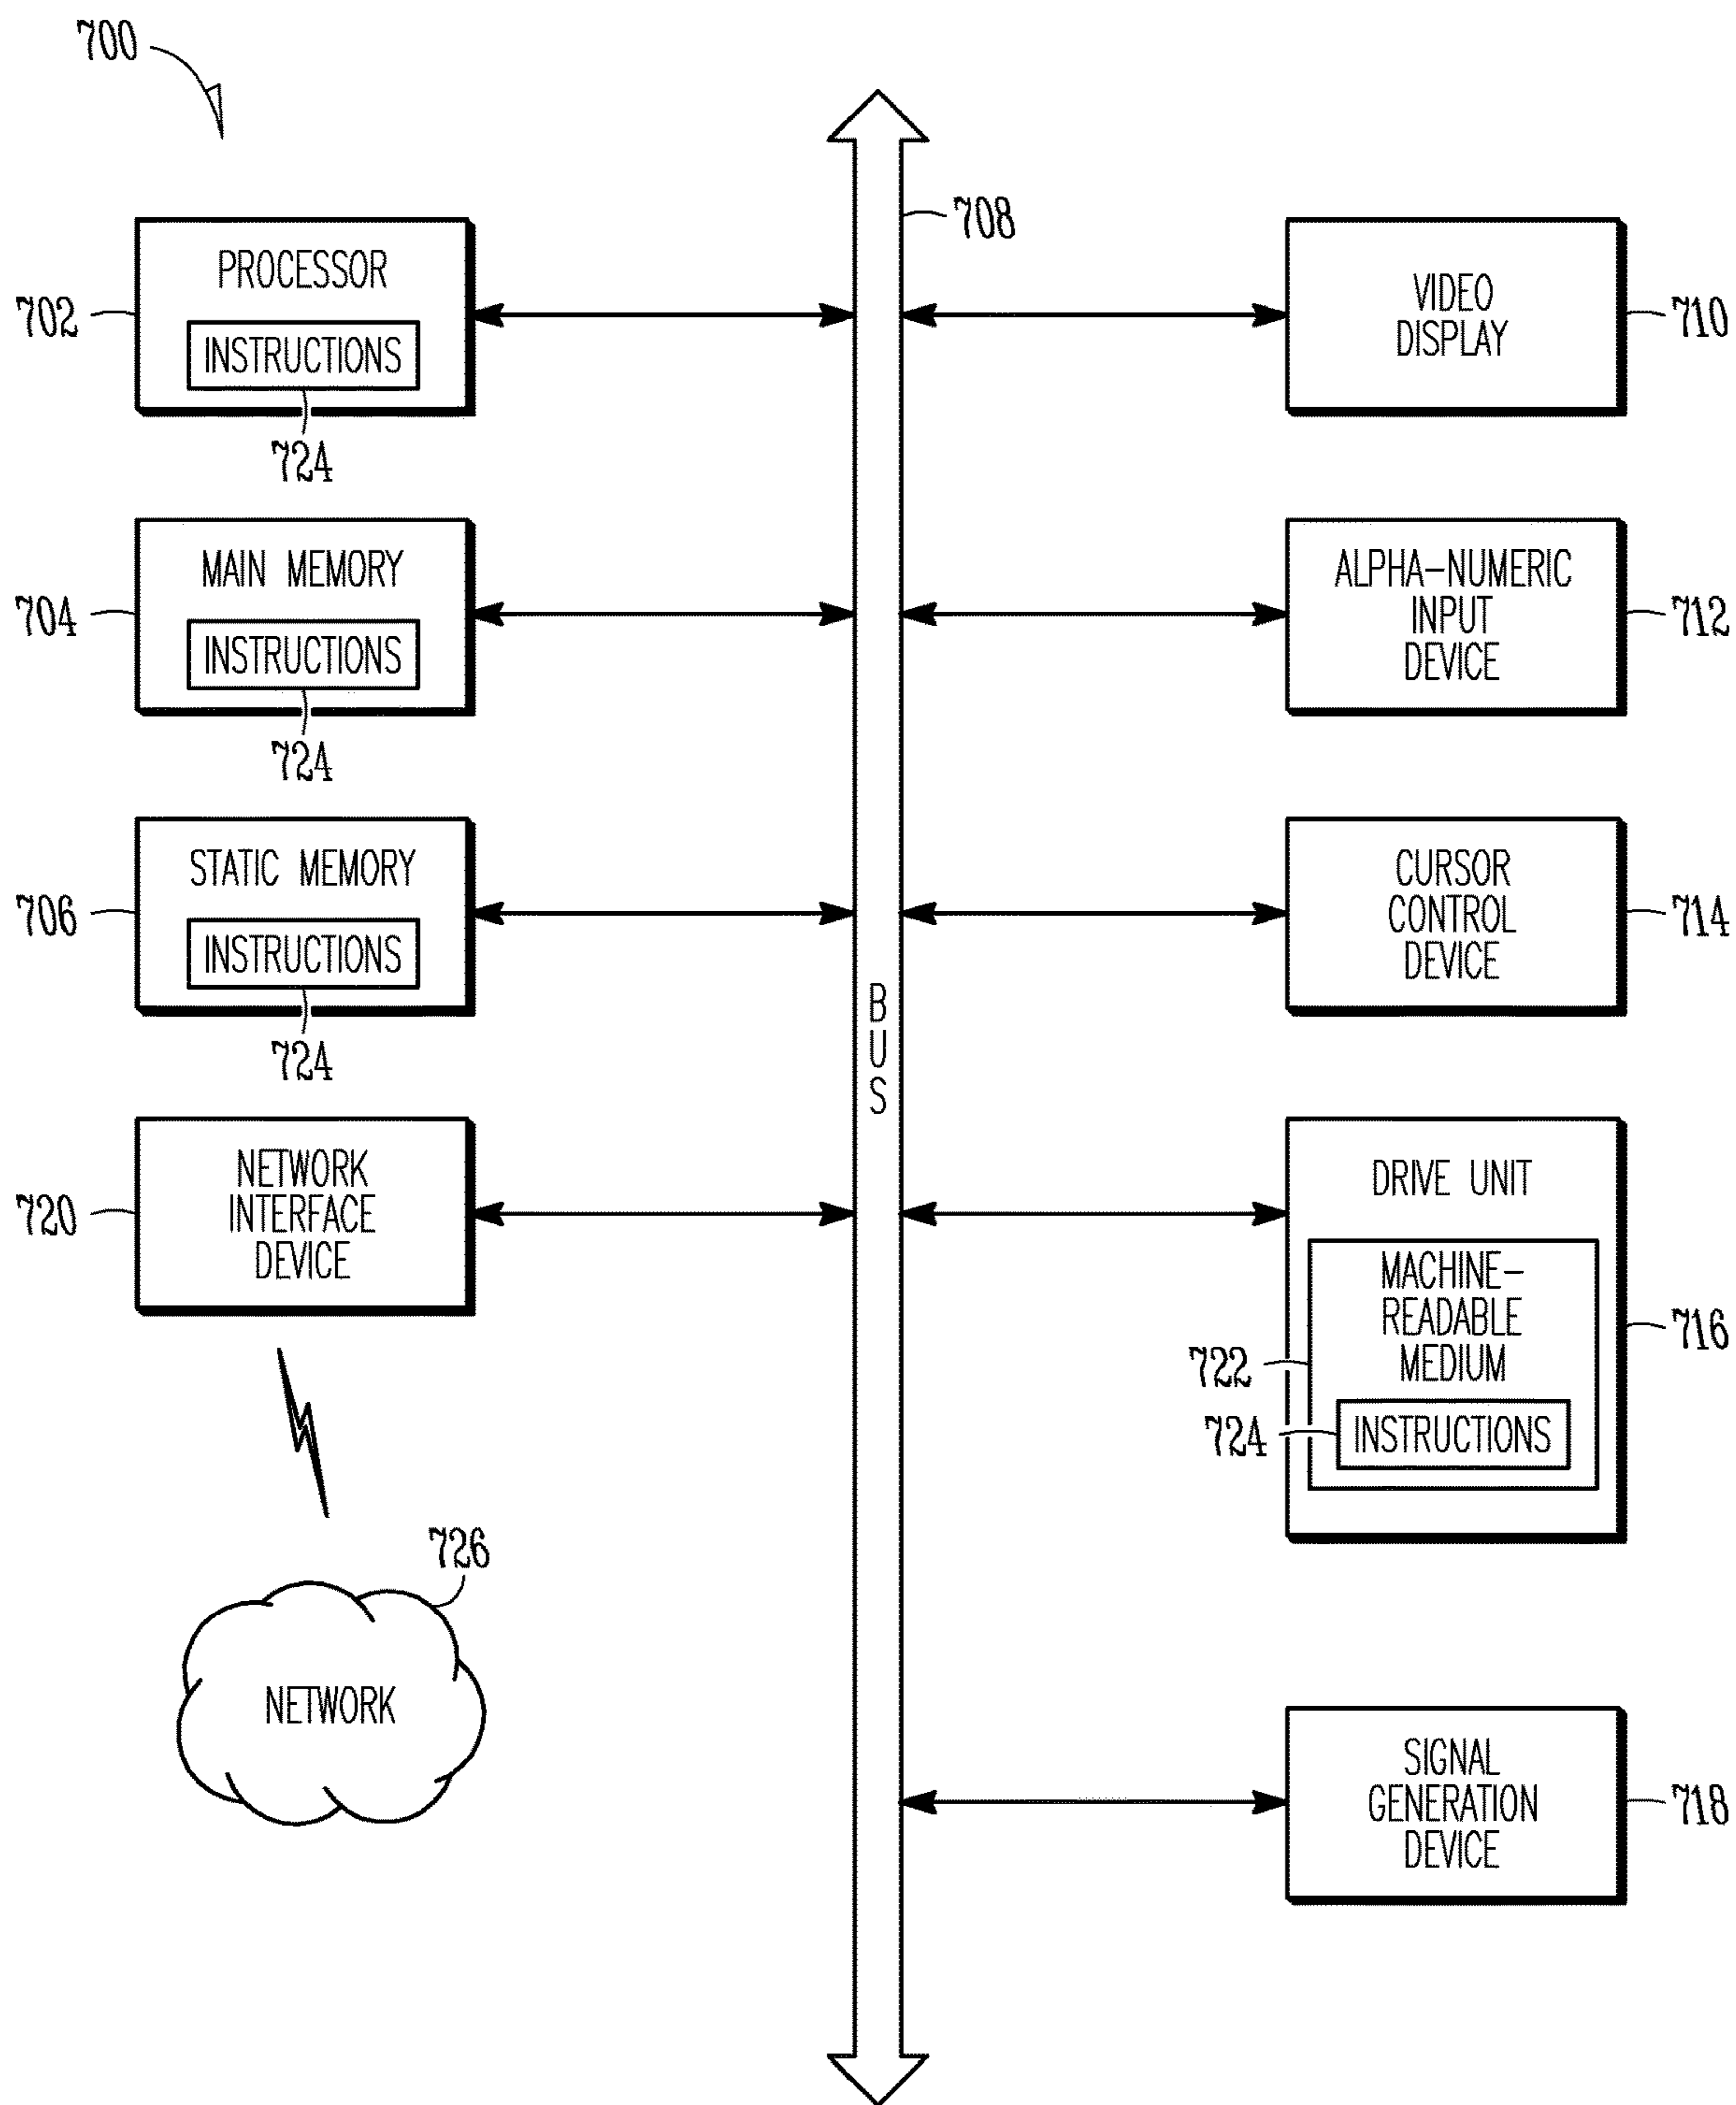 700
708
PROCESSOR
702
INSTRUCTIONS
724
MAIN MEMORY
704
INSTRUCTIONS
724
STATIC MEMORY
706
INSTRUCTIONS
724
NETWORK
INTERFACE
DEVICE
720
726
NETWORK
B
U
S
VIDEO
DISPLAY
710
ALPHA-NUMERIC
INPUT
DEVICE
712
CURSOR
CONTROL
DEVICE
714
DRIVE UNIT
MACHINE-
READABLE
MEDIUM
716
722
724
INSTRUCTIONS
SIGNAL
GENERATION
DEVICE
718